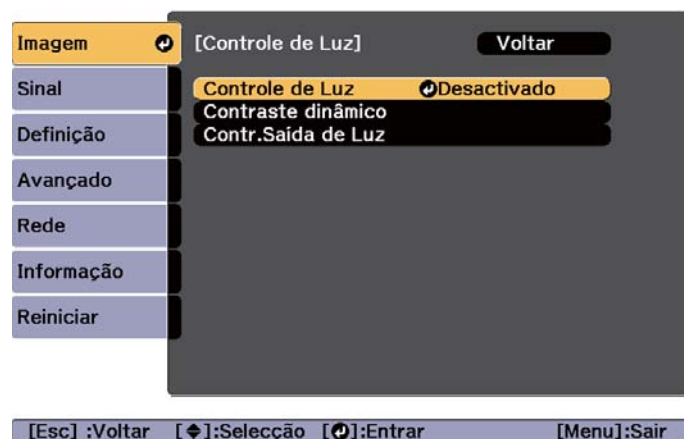 Imagem
Sinal
Definição
Avançado
Rede
Informação
Reiniciar
[Controle de Luz] Voltar
Controle de Luz Desactivado
Contraste dinâmico
Contr.Saída de Luz
[Esc] :Voltar [◆]:Selecção [↵]:Entrar [Menu]:Sair